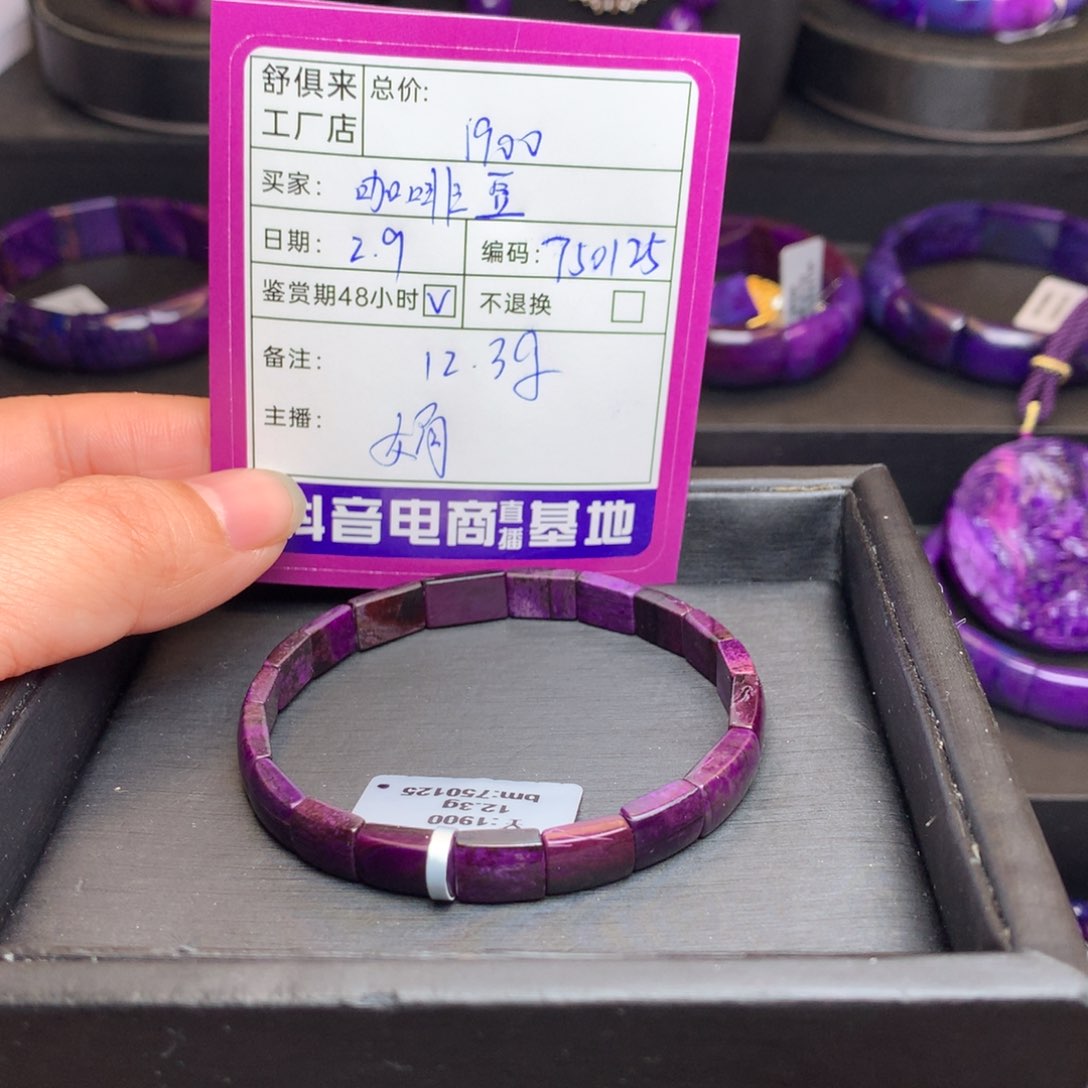 舒俱来
工厂店
总价:
1900
买家: 咖啡豆
日期: 2.9
编码: 750125
鉴赏期48小时 √
不退换
备注: 12.3g
主播: 娟
抖音电商直播基地
bm:750125
12.3g
¥:1900